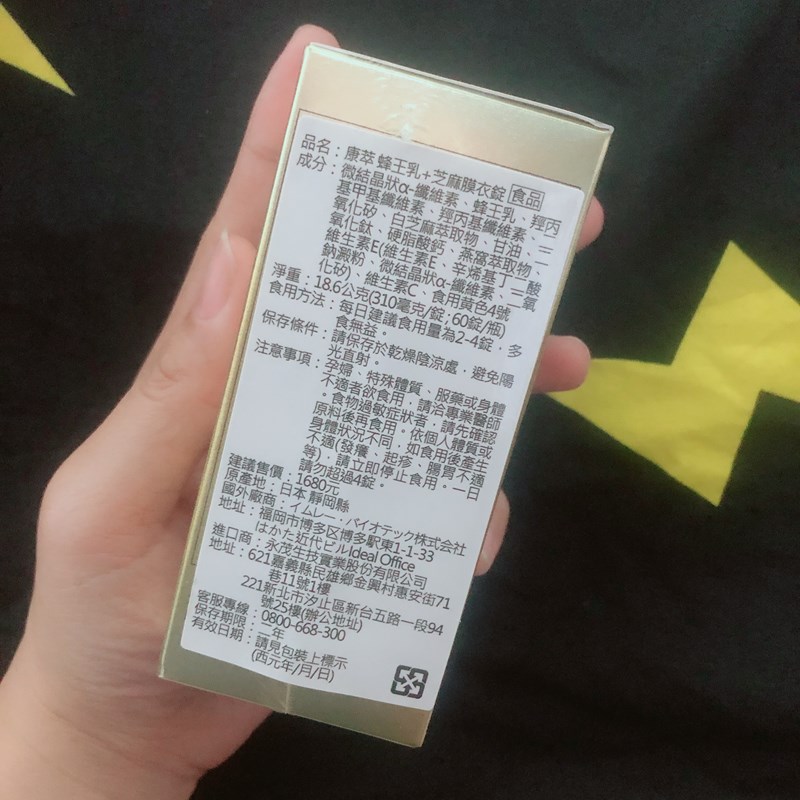 品名：康萃 蜂王乳+芝麻膜衣錠 食品
成分：微結晶狀α-纖維素、蜂王乳、羥丙
基甲基纖維素、羥丙基纖維素、二
氧化矽、白芝麻萃取物、甘油、二
氧化鈦、硬脂酸鈣、燕窩萃取物、
維生素E(維生素E、辛烯基丁二酸
鈉澱粉、微結晶狀α-纖維素、二氧
化矽)、維生素C、食用黃色4號
淨重：18.6公克(310毫克/錠；60錠/瓶)
食用方法：每日建議食用量為2-4錠，多
食無益。
保存條件：請保存於乾燥陰涼處，避免陽
光直射。
注意事項：孕婦、特殊體質、服藥或身體
不適者欲食用，請洽專業醫師
。食物過敏症狀者，請先確認
原料後再食用。依個人體質或
身體狀況不同，如食用後產生
不適(發癢、起疹、腸胃不適
等)，請立即停止食用。一日
請勿超過4錠。
建議售價：1680元
原產地：日本 靜岡縣
國外廠商：イムレー・バイオテック株式会社
地址：福岡市博多区博多駅東1-1-33
はかた近代ビルIdeal Office
進口商：永茂生技實業股份有限公司
地址：621嘉義縣民雄鄉金興村惠安街71
巷11號1樓
221新北市汐止區新台五路一段94
號25樓(辦公地址)
客服專線：0800-668-300
保存期限：二年
有效日期：請見包裝上標示
(西元年/月/日)